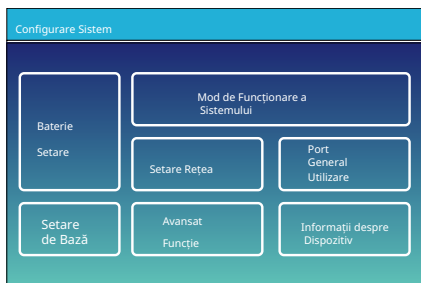 Configurare Sistem
Mod de Funcționare a
Sistemului
Baterie
Setare
Setare Rețea
Port
General
Utilizare
Setare
de Bază
Avansat
Funcție
Informații despre
Dispozitiv